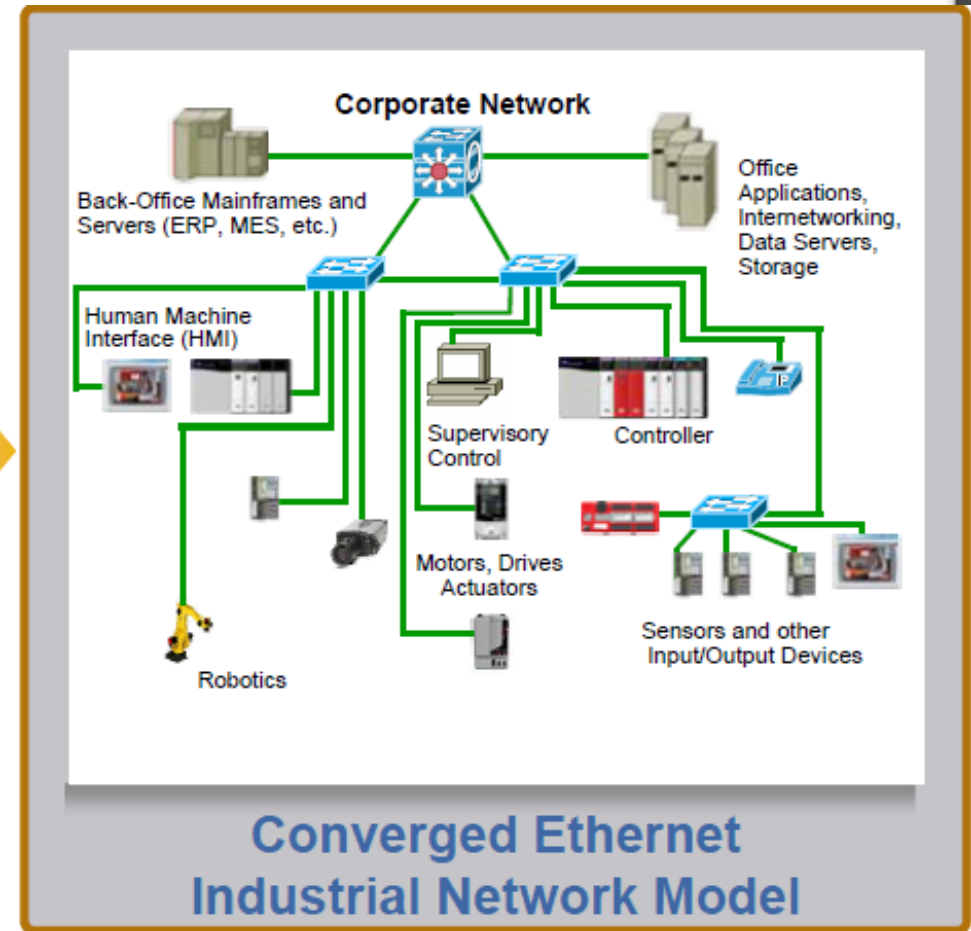 Corporate Network
Back-Office Mainframes and
Servers (ERP, MES, etc.)
Office
Applications,
Internetworking,
Data Servers,
Storage
Human Machine
Interface (HMI)
Supervisory
Control
Controller
IP
Motors, Drives
Actuators
Robotics
Sensors and other
Input/Output Devices
Converged Ethernet
Industrial Network Model